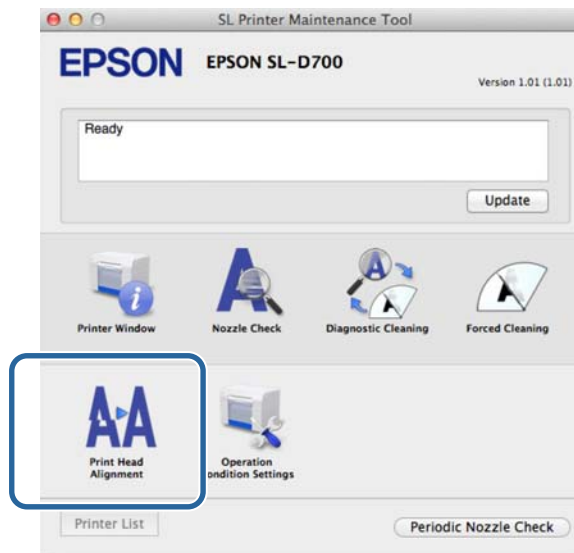 SL Printer Maintenance Tool
EPSON EPSON SL-D700
Version 1.01 (1.01)
Ready
Update
Printer Window Nozzle Check Diagnostic Cleaning Forced Cleaning
Print Head Operation
Alignment ondition Settings
Printer List Periodic Nozzle Check